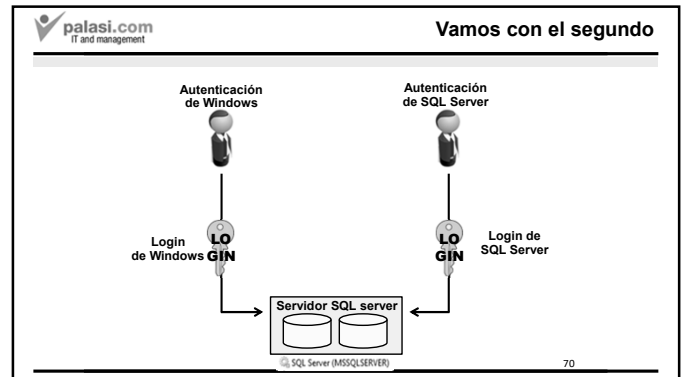 palasi.com
IT and management
Vamos con el segundo
Autenticación
de Windows
Autenticación
de SQL Server
Login
de Windows
LO
GIN
LO
GIN
Login de
SQL Server
Servidor SQL server
SQL Server (MSSQLSERVER)
70